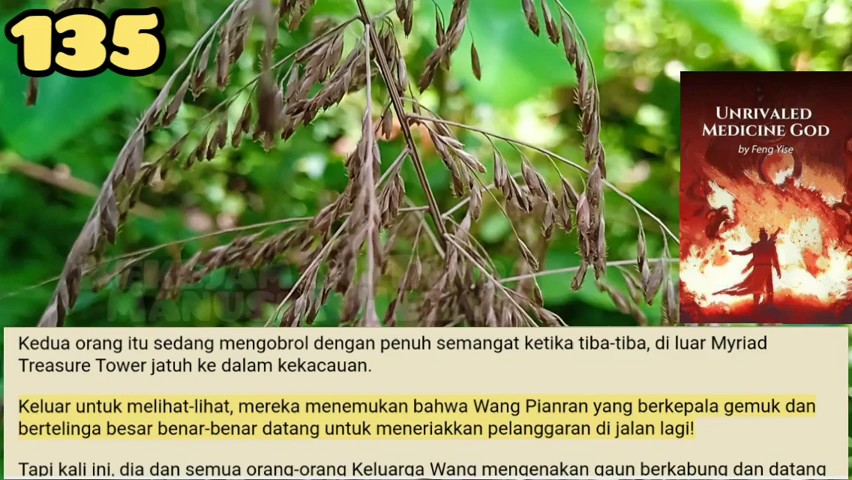 135
UNRIVALED
MEDICINE GOD
by Feng Yise
Kedua orang itu sedang mengobrol dengan penuh semangat ketika tiba-tiba, di luar Myriad
Treasure Tower jatuh ke dalam kekacauan.
Keluar untuk melihat-lihat, mereka menemukan bahwa Wang Pianran yang berkepala gemuk dan
bertelinga besar benar-benar datang untuk meneriakkan pelanggaran di jalan lagi!
Tapi kali ini, dia dan semua orang-orang Keluarga Wang mengenakan gaun berkabung dan datang